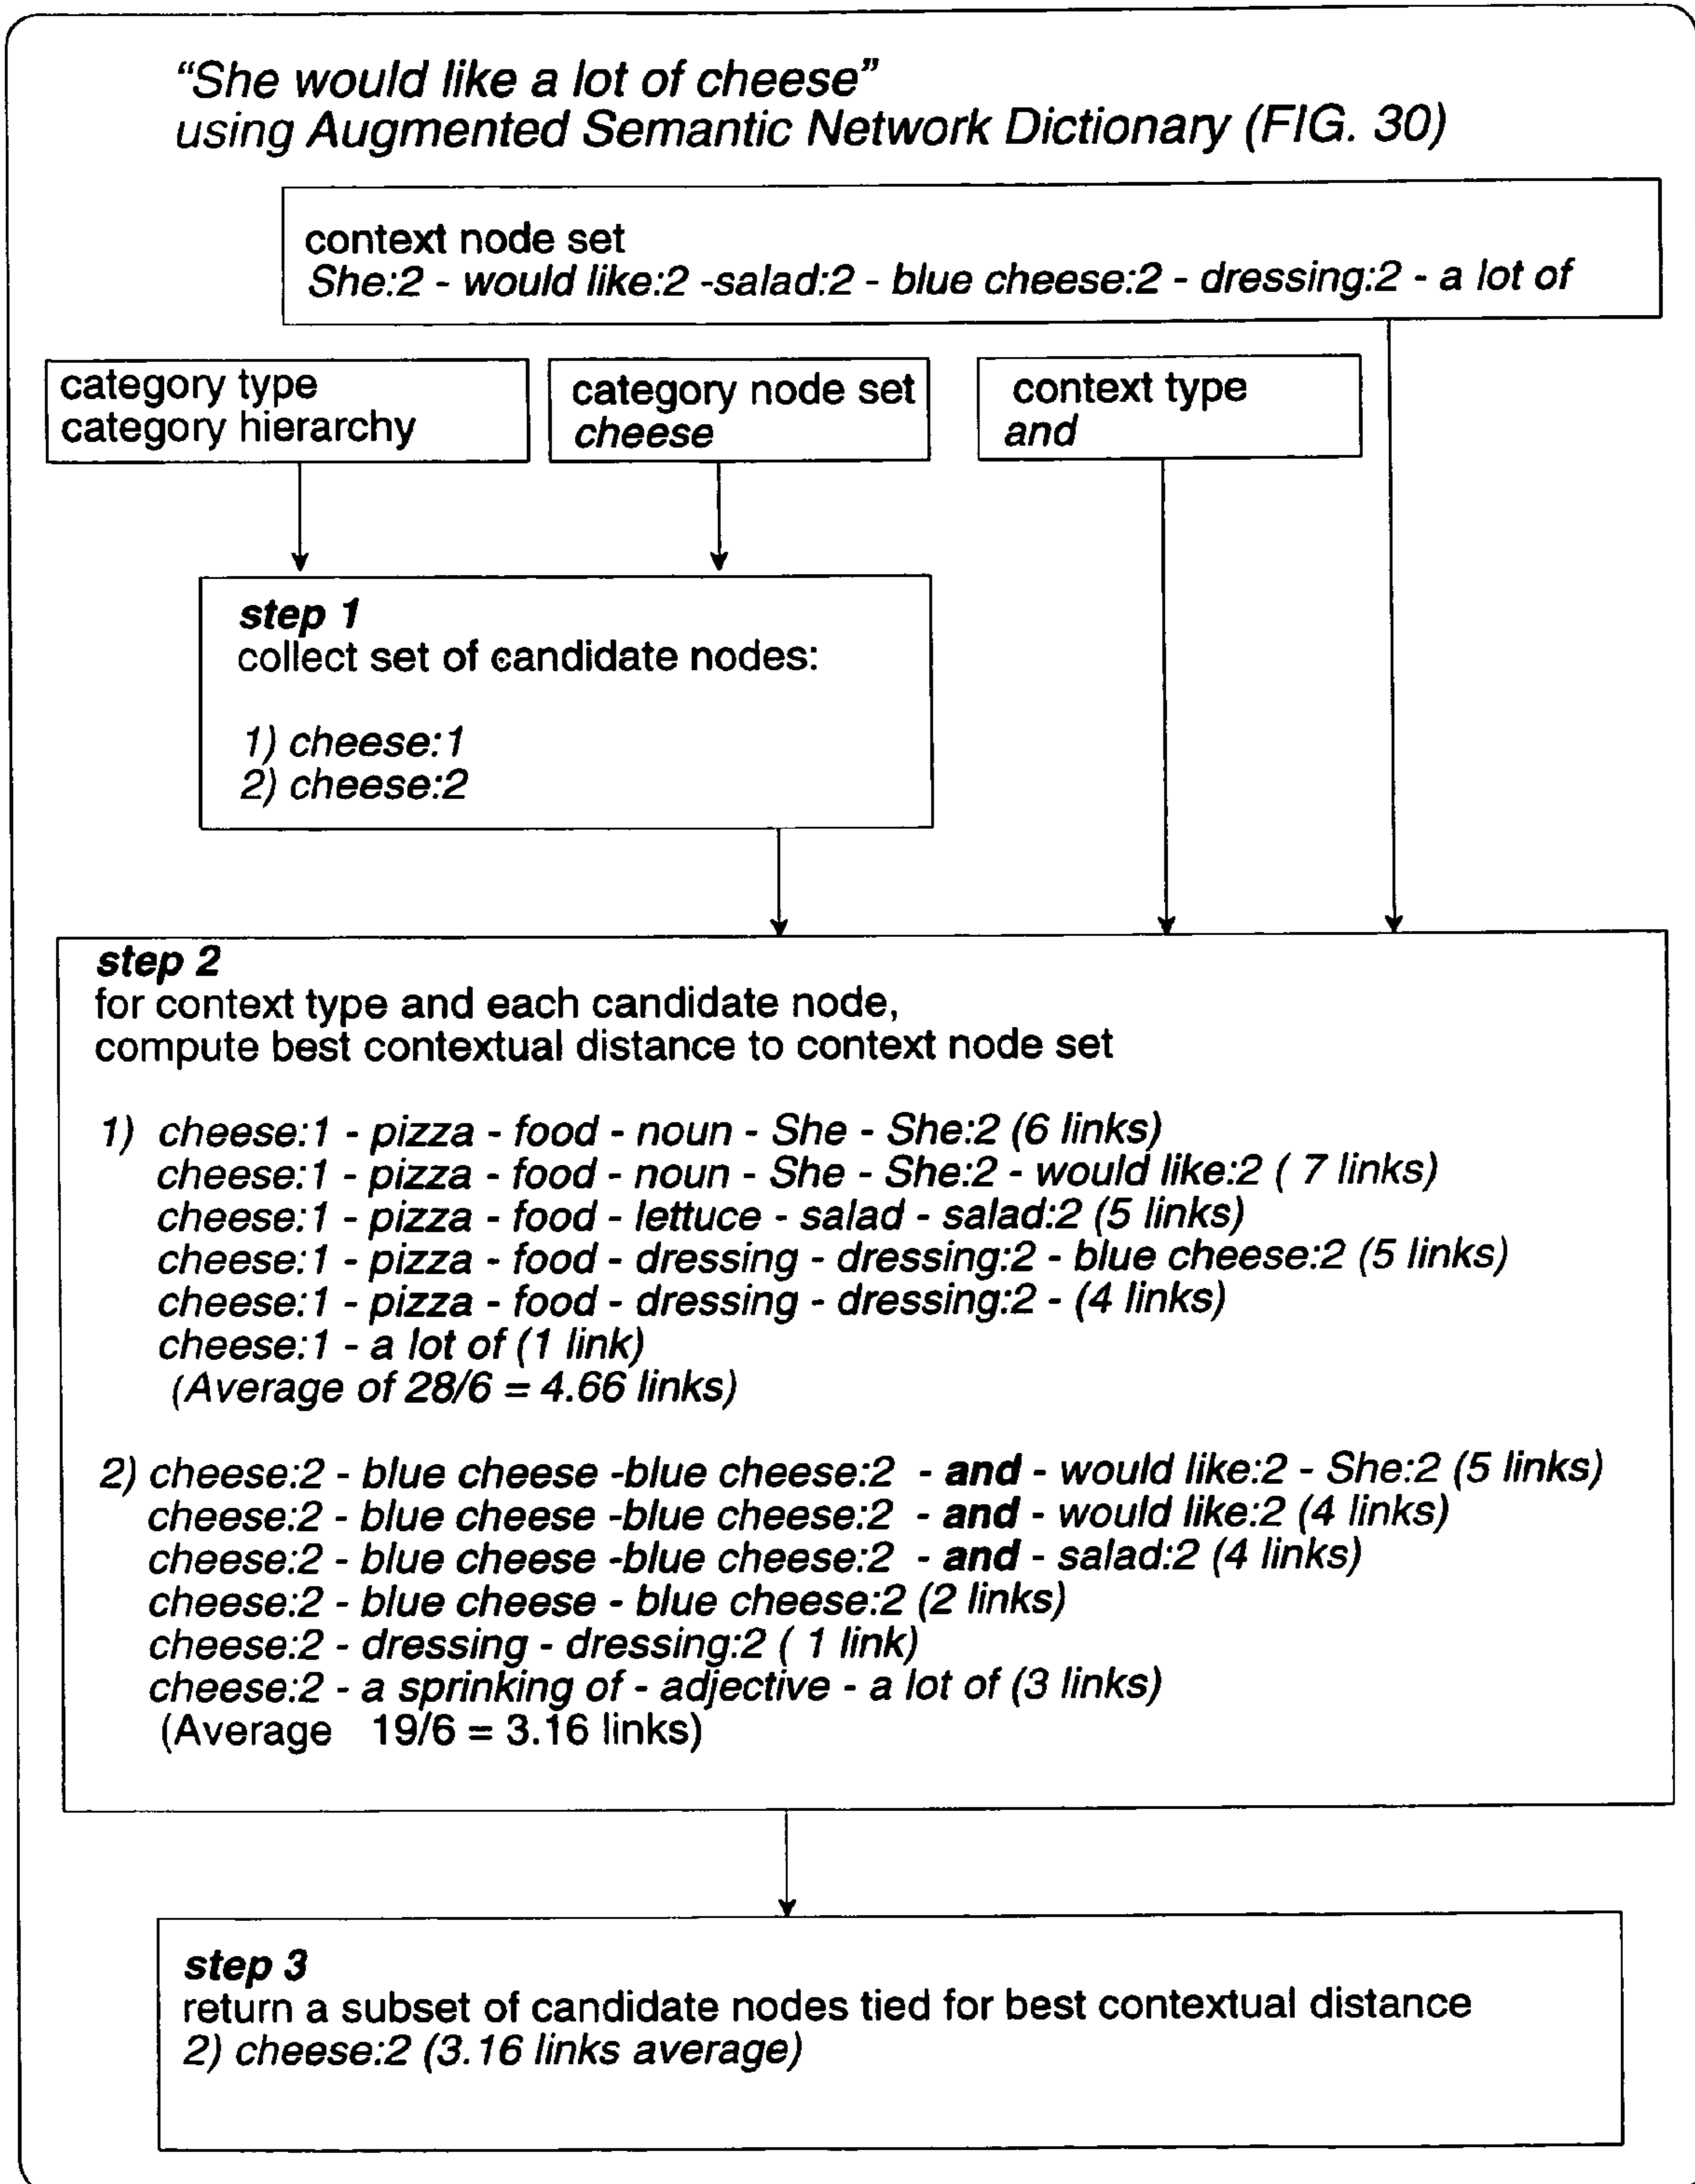 “She would like a lot of cheese”
using Augmented Semantic Network Dictionary (FIG. 30)
context node set
She:2 - would like:2 -salad:2 - blue cheese:2 - dressing:2 - a lot of
category type
category hierarchy
category node set
cheese
context type
and
step 1
collect set of candidate nodes:
1) cheese:1
2) cheese:2
step 2
for context type and each candidate node,
compute best contextual distance to context node set
1) cheese:1 - pizza - food - noun - She - She:2 (6 links)
cheese:1 - pizza - food - noun - She - She:2 - would like:2 ( 7 links)
cheese:1 - pizza - food - lettuce - salad - salad:2 (5 links)
cheese:1 - pizza - food - dressing - dressing:2 - blue cheese:2 (5 links)
cheese:1 - pizza - food - dressing - dressing:2 - (4 links)
cheese:1 - a lot of (1 link)
(Average of 28/6 = 4.66 links)
2) cheese:2 - blue cheese -blue cheese:2 - and - would like:2 - She:2 (5 links)
cheese:2 - blue cheese -blue cheese:2 - and - would like:2 (4 links)
cheese:2 - blue cheese -blue cheese:2 - and - salad:2 (4 links)
cheese:2 - blue cheese - blue cheese:2 (2 links)
cheese:2 - dressing - dressing:2 ( 1 link)
cheese:2 - a sprinking of - adjective - a lot of (3 links)
(Average 19/6 = 3.16 links)
step 3
return a subset of candidate nodes tied for best contextual distance
2) cheese:2 (3.16 links average)